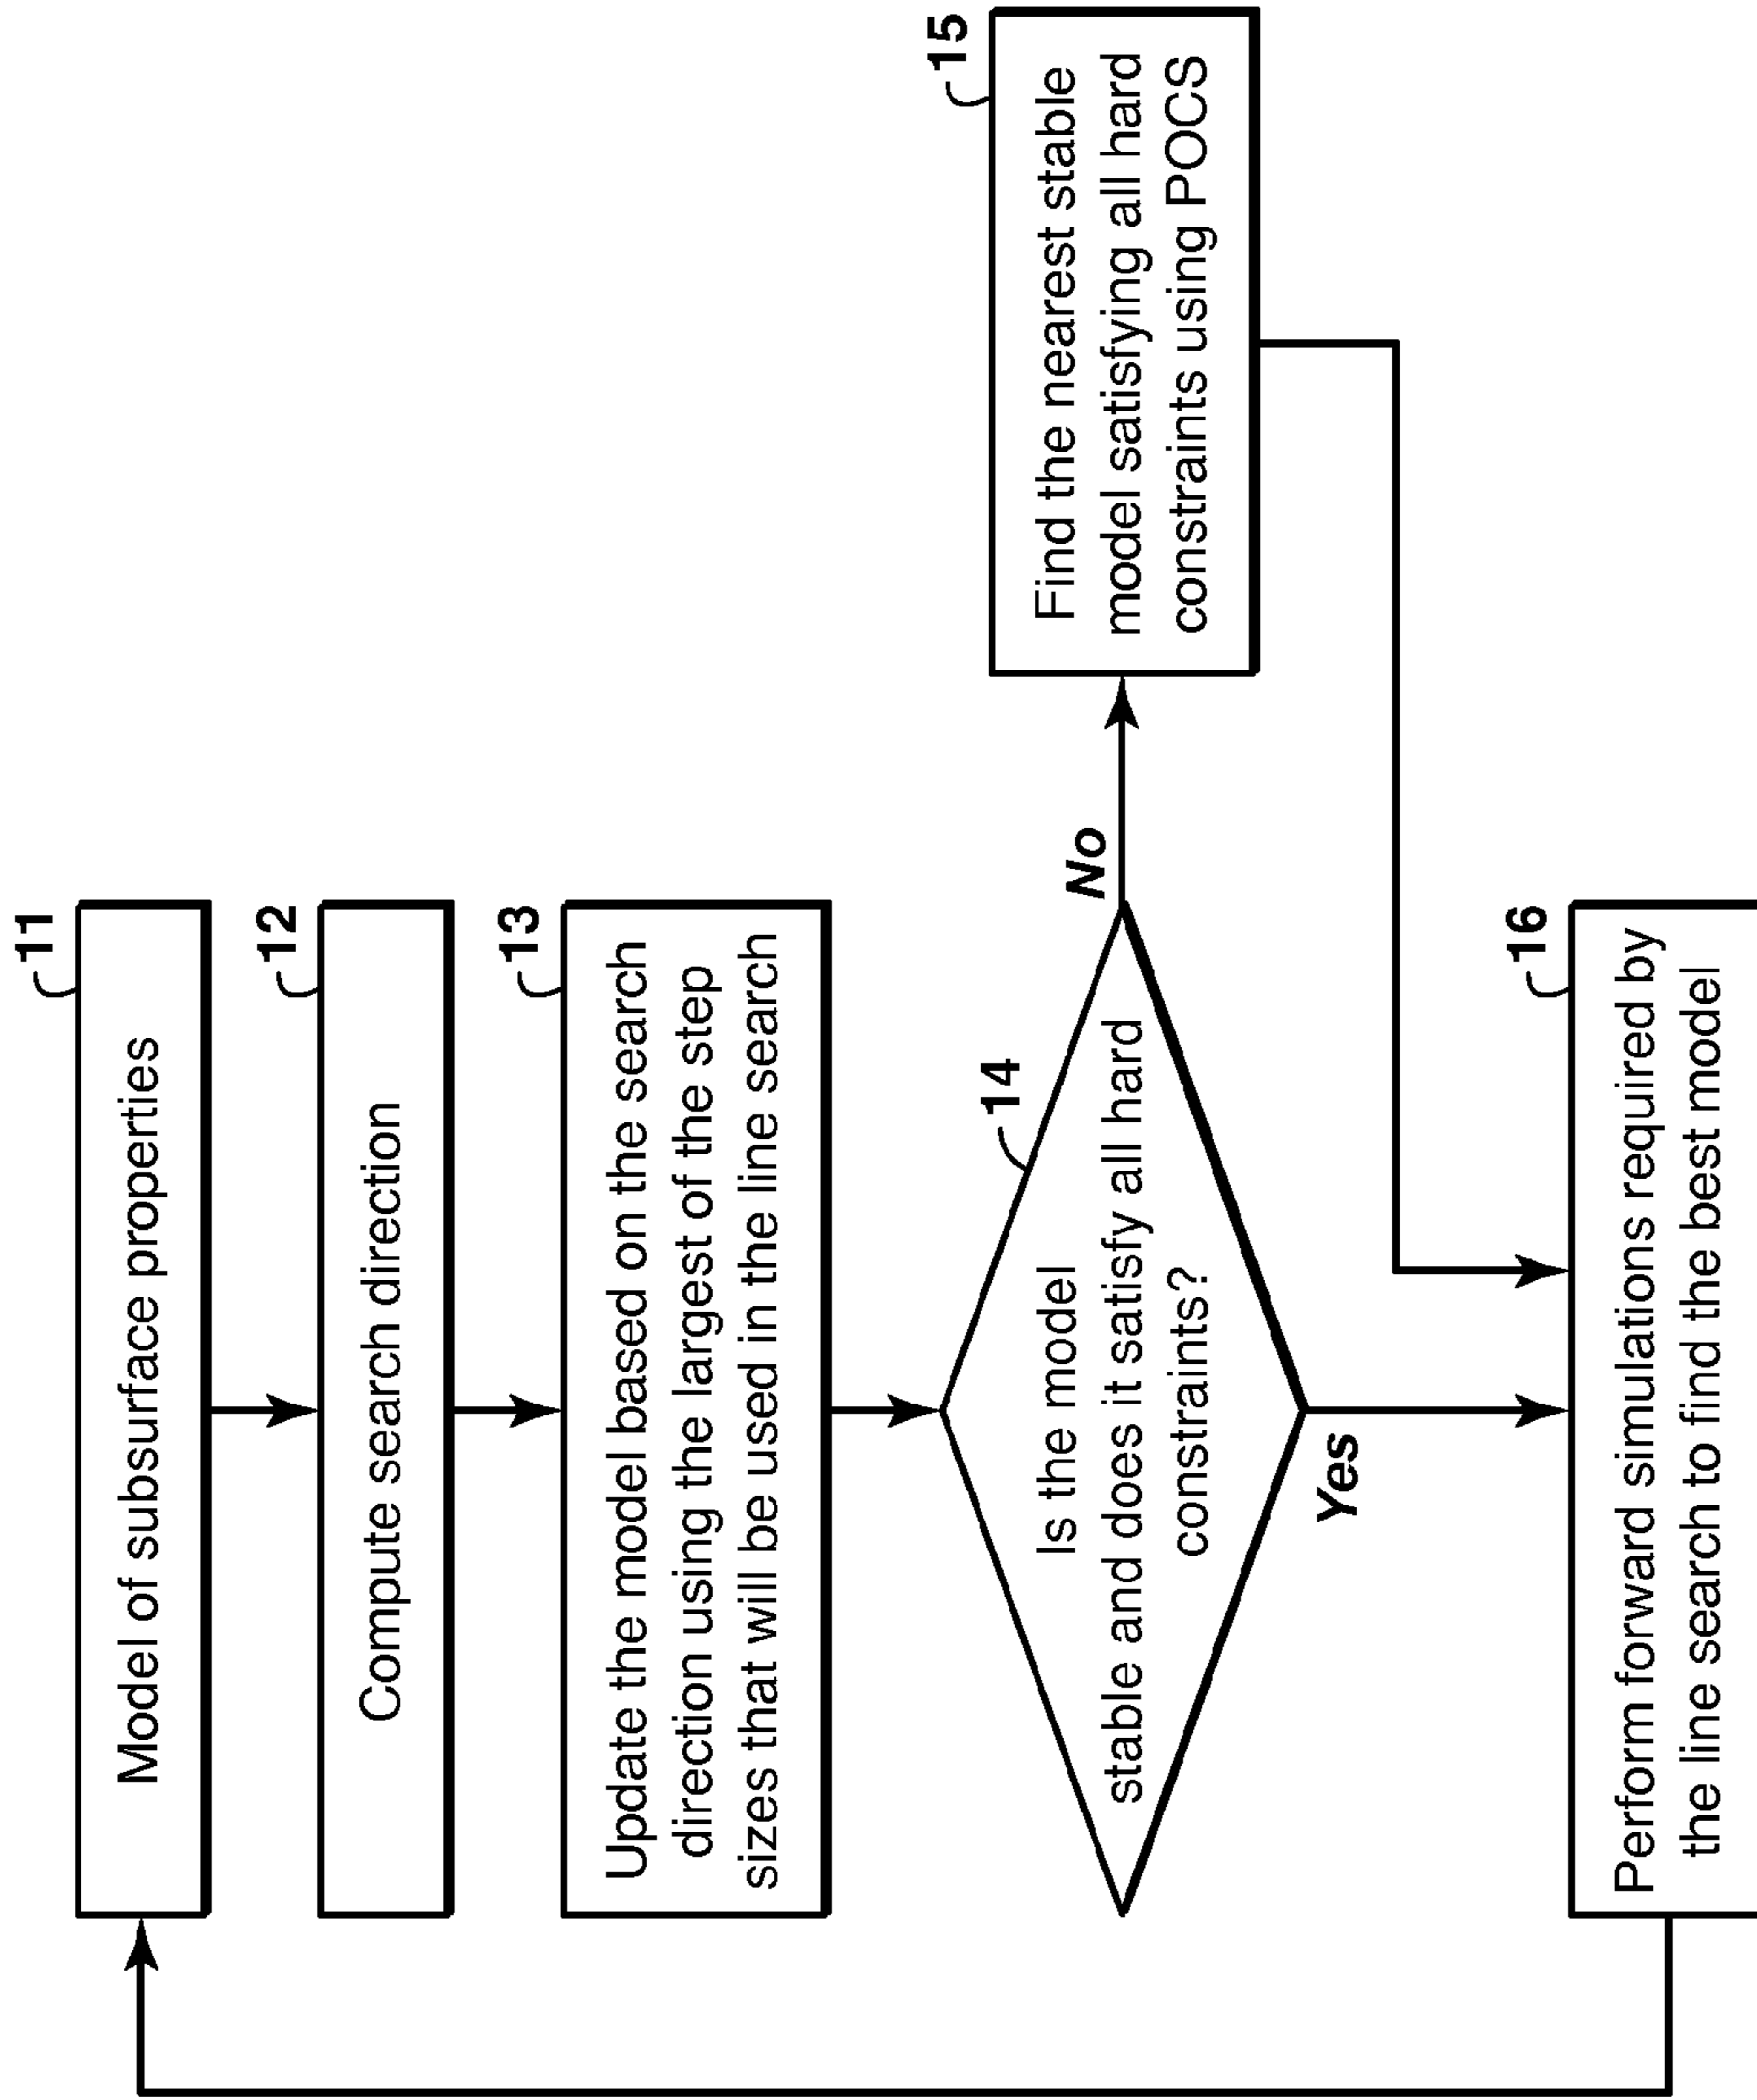 11
Model of subsurface properties
12
Compute search direction
13
Update the model based on the search
direction using the largest of the step
sizes that will be used in the line search
14
Is the model
stable and does it satisfy all hard
constraints?
No
15
Find the nearest stable
model satisfying all hard
constraints using POCS
Yes
16
Perform forward simulations required by
the line search to find the best model